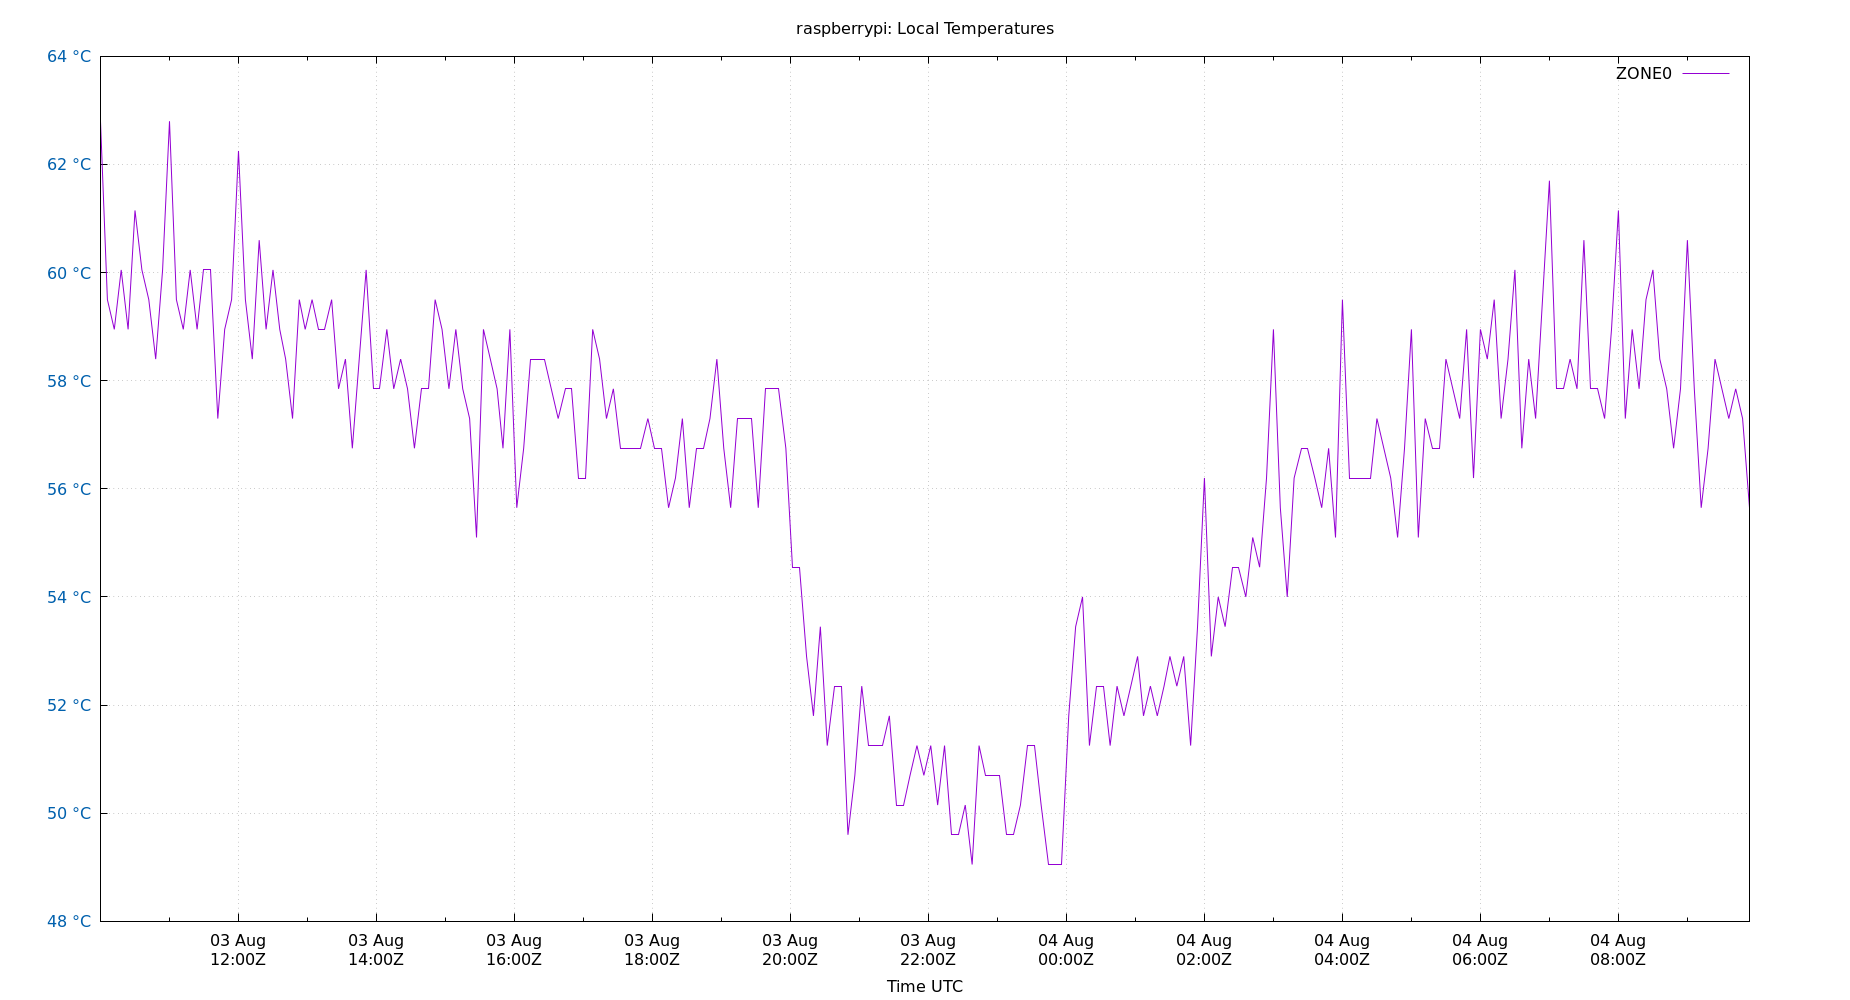 raspberrypi: Local Temperatures
64 °C
ZONE0
62 °C
60 °C
58 °C
56 °C
54 °C
52 °C
50 °C
48 °C
03 Aug 03 Aug 03 Aug 03 Aug 03 Aug 03 Aug 04 Aug 04 Aug 04 Aug 04 Aug 04 Aug
12:00Z 14:00Z 16:00Z 18:00Z 20:00Z 22:00Z 00:00Z 02:00Z 04:00Z 06:00Z 08:00Z
Time UTC